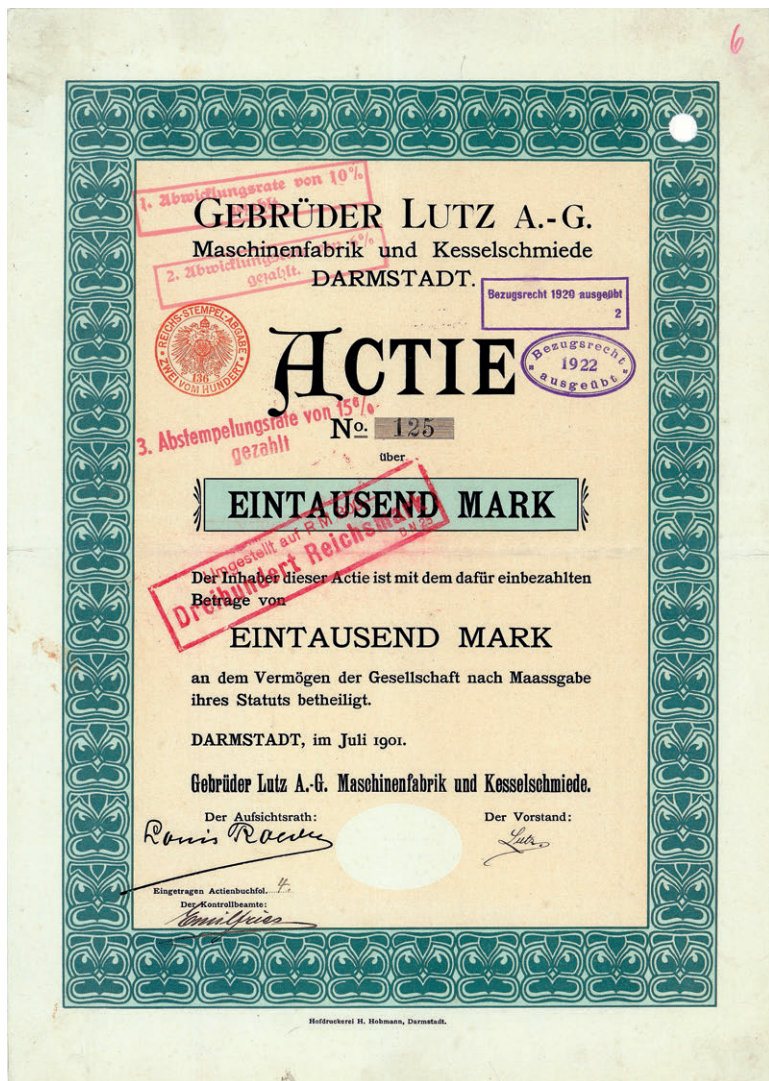 6
1. Abwicklungsrate von 10%
GEBRÜDER LUTZ A.-G.
Maschinenfabrik und Kesselschmiede
2. Abwicklungsrate von 6%
gezahlt.
DARMSTADT.
Bezugsrecht 1920 ausgeübt
2
REICHS-STEMPEL-ABGABE
136
ZWEI VOM HUNDERT
ACTIE
Bezugsrecht
1922
ausgeübt
3. Abstempelungsrate von 15%
gezahlt
No. 125
über
EINTAUSEND MARK
Umgestellt auf R.M.
Dreihundert Reichsmark
Der Inhaber dieser Actie ist mit dem dafür einbezahlten
Betrage von
EINTAUSEND MARK
an dem Vermögen der Gesellschaft nach Maassgabe
ihres Statuts betheiligt.
DARMSTADT, im Juli 1901.
Gebrüder Lutz A.-G. Maschinenfabrik und Kesselschmiede.
Der Aufsichtsrath:
Der Vorstand:
Louis
Lutz
Eingetragen Actienbuchfol. 4.
Der Kontrollbeamte:
Hofdruckerei H. Hohmann, Darmstadt.